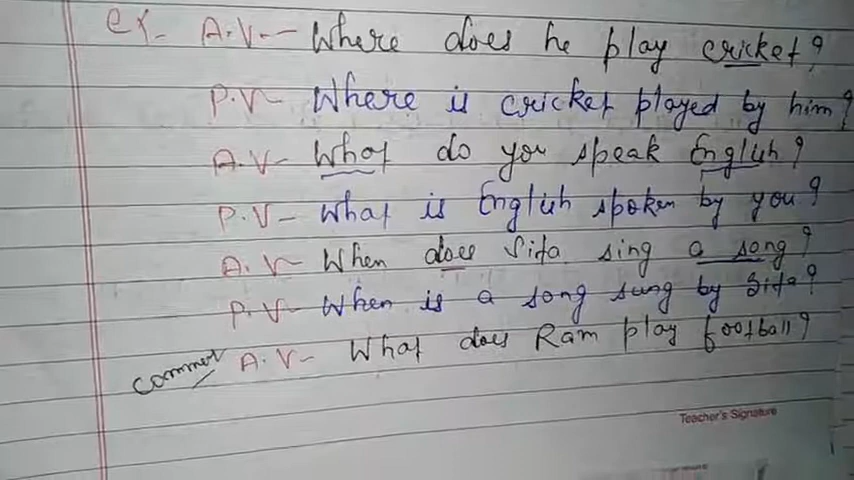 ex- A.V.- Where does he play cricket?
P.V- Where is cricket played by him?
A.V- What do you speak English?
P.V- What is English spoken by you?
A.V- When does Sita sing a song?
P.V- When is a song sung by Sita?
Comment A.V- What does Ram play football?
Teacher's Signature